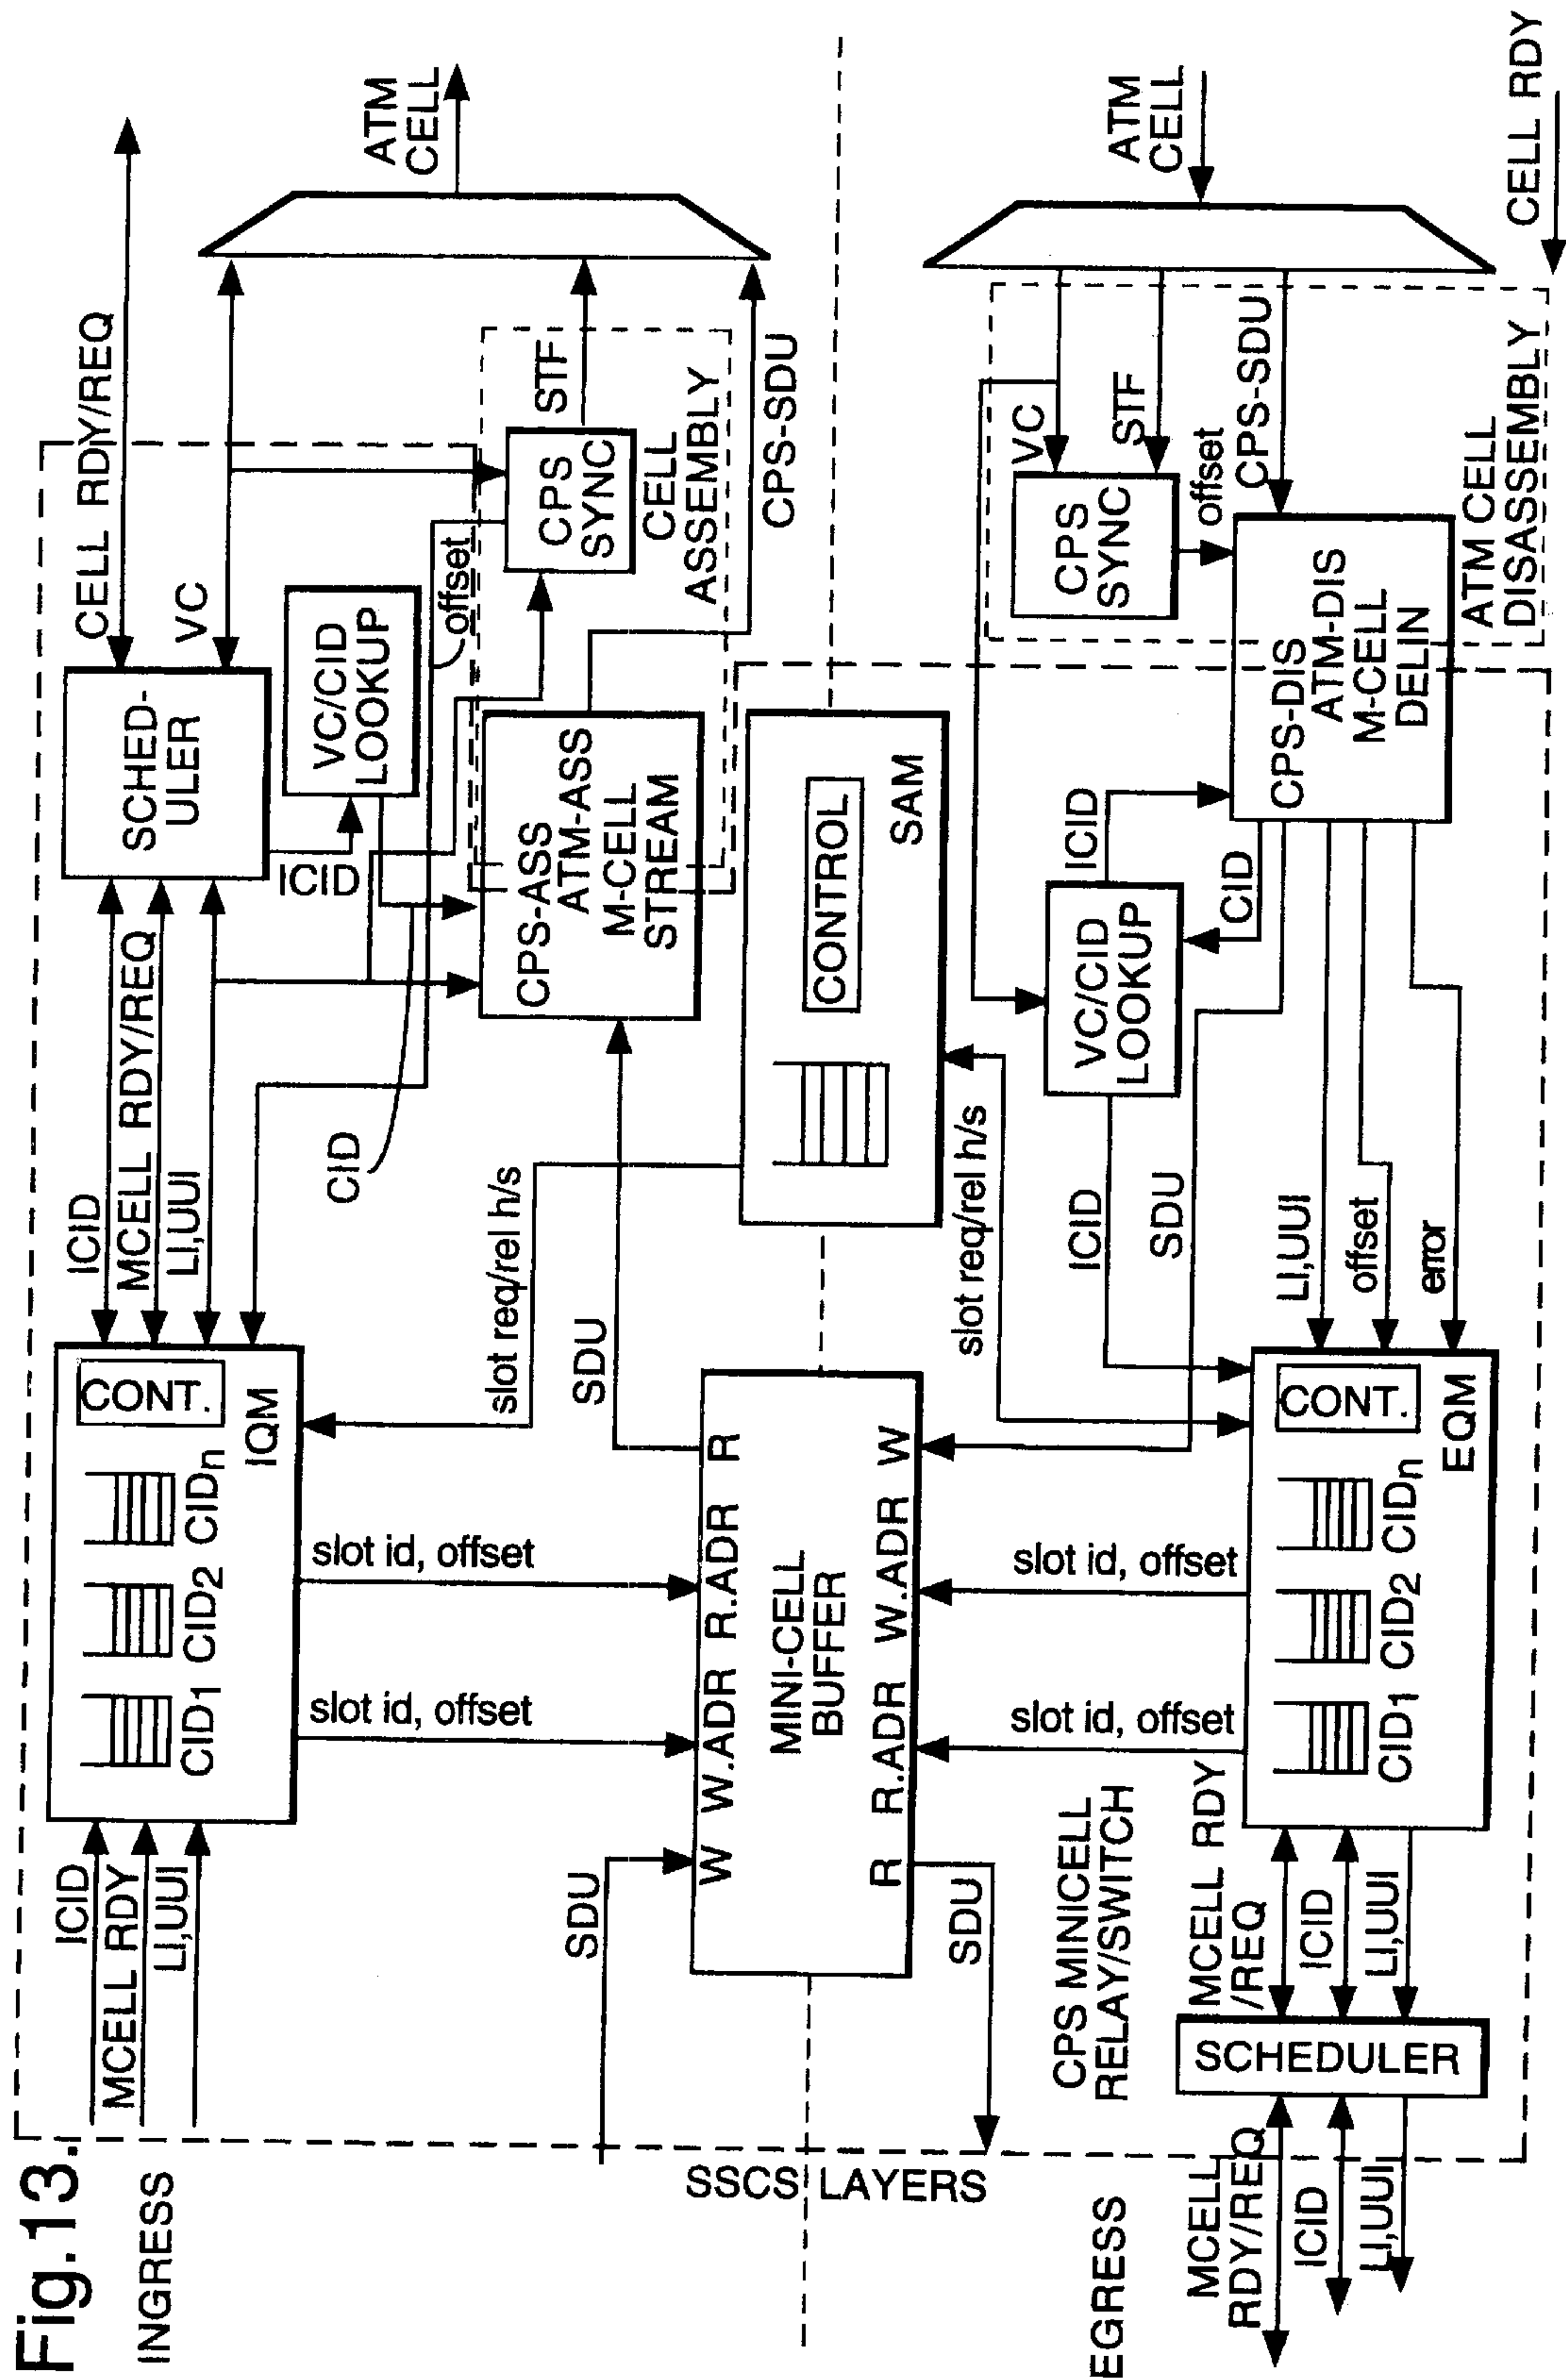 Fig.13.
INGRESS
ICID
MCELL RDY
LI,UUI
CID1
CID2
CIDn
CONT.
IQM
ICID
MCELL RDY/REQ
LI,UUI
SCHED-
ULER
CELL RDY/REQ
VC
ICID
VC/CID
LOOKUP
offset
CID
CPS-ASS
ATM-ASS
M-CELL
STREAM
CPS
SYNC
STF
CELL
ASSEMBLY
CPS-SDU
ATM
CELL
slot id, offset
slot id, offset
slot req/rel h/s
SDU
SDU
W
W.ADR
R.ADR
R
MINI-CELL
BUFFER
R
R.ADR
W.ADR
W
CONTROL
SAM
SSCS LAYERS
SDU
slot id, offset
slot id, offset
slot req/rel h/s
ICID
SDU
VC/CID
LOOKUP
ICID
CID
VC
STF
CPS
SYNC
offset
CPS-SDU
CPS-DIS
ATM-DIS
M-CELL
DELIN
ATM CELL
DISASSEMBLY
ATM
CELL
CELL RDY
LI,UUI
offset
error
CPS MINICELL
RELAY/SWITCH
CID1
CID2
CIDn
CONT.
EQM
MCELL RDY
/REQ
ICID
LI,UUI
SCHEDULER
EGRESS
MCELL
RDY/REQ
ICID
LI,UUI